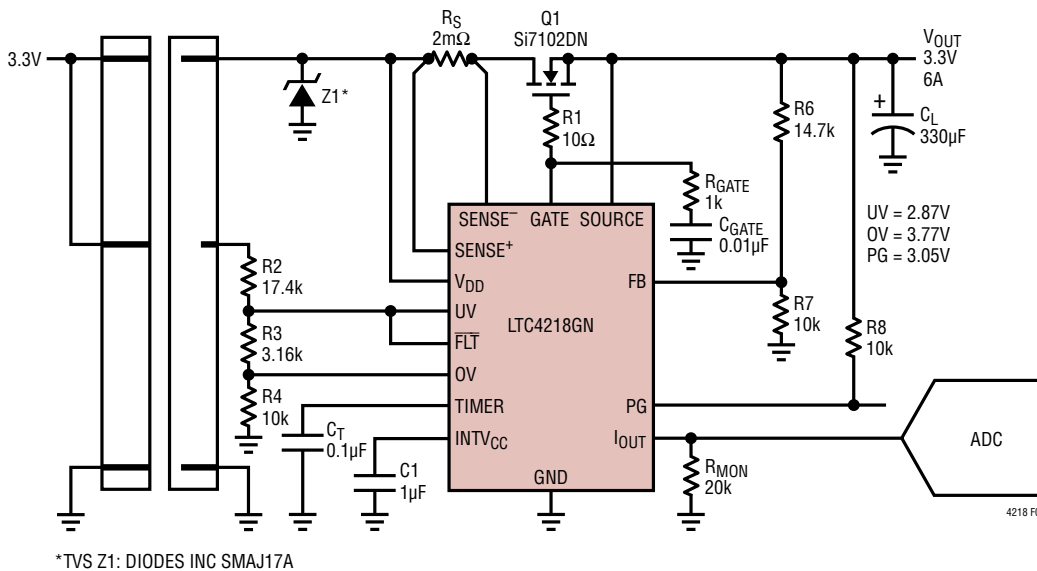 3.3V
Z1*
RS
2mΩ
Q1
Si7102DN
R1
10Ω
RGATE
1k
CGATE
0.01µF
R6
14.7k
VOUT
3.3V
6A
+
CL
330µF
UV = 2.87V
OV = 3.77V
PG = 3.05V
R2
17.4k
R3
3.16k
R4
10k
CT
0.1µF
C1
1µF
SENSE–
GATE
SOURCE
SENSE+
VDD
UV
FLT
OV
TIMER
INTVCC
LTC4218GN
FB
PG
IOUT
GND
R7
10k
R8
10k
RMON
20k
ADC
*TVS Z1: DIODES INC SMAJ17A